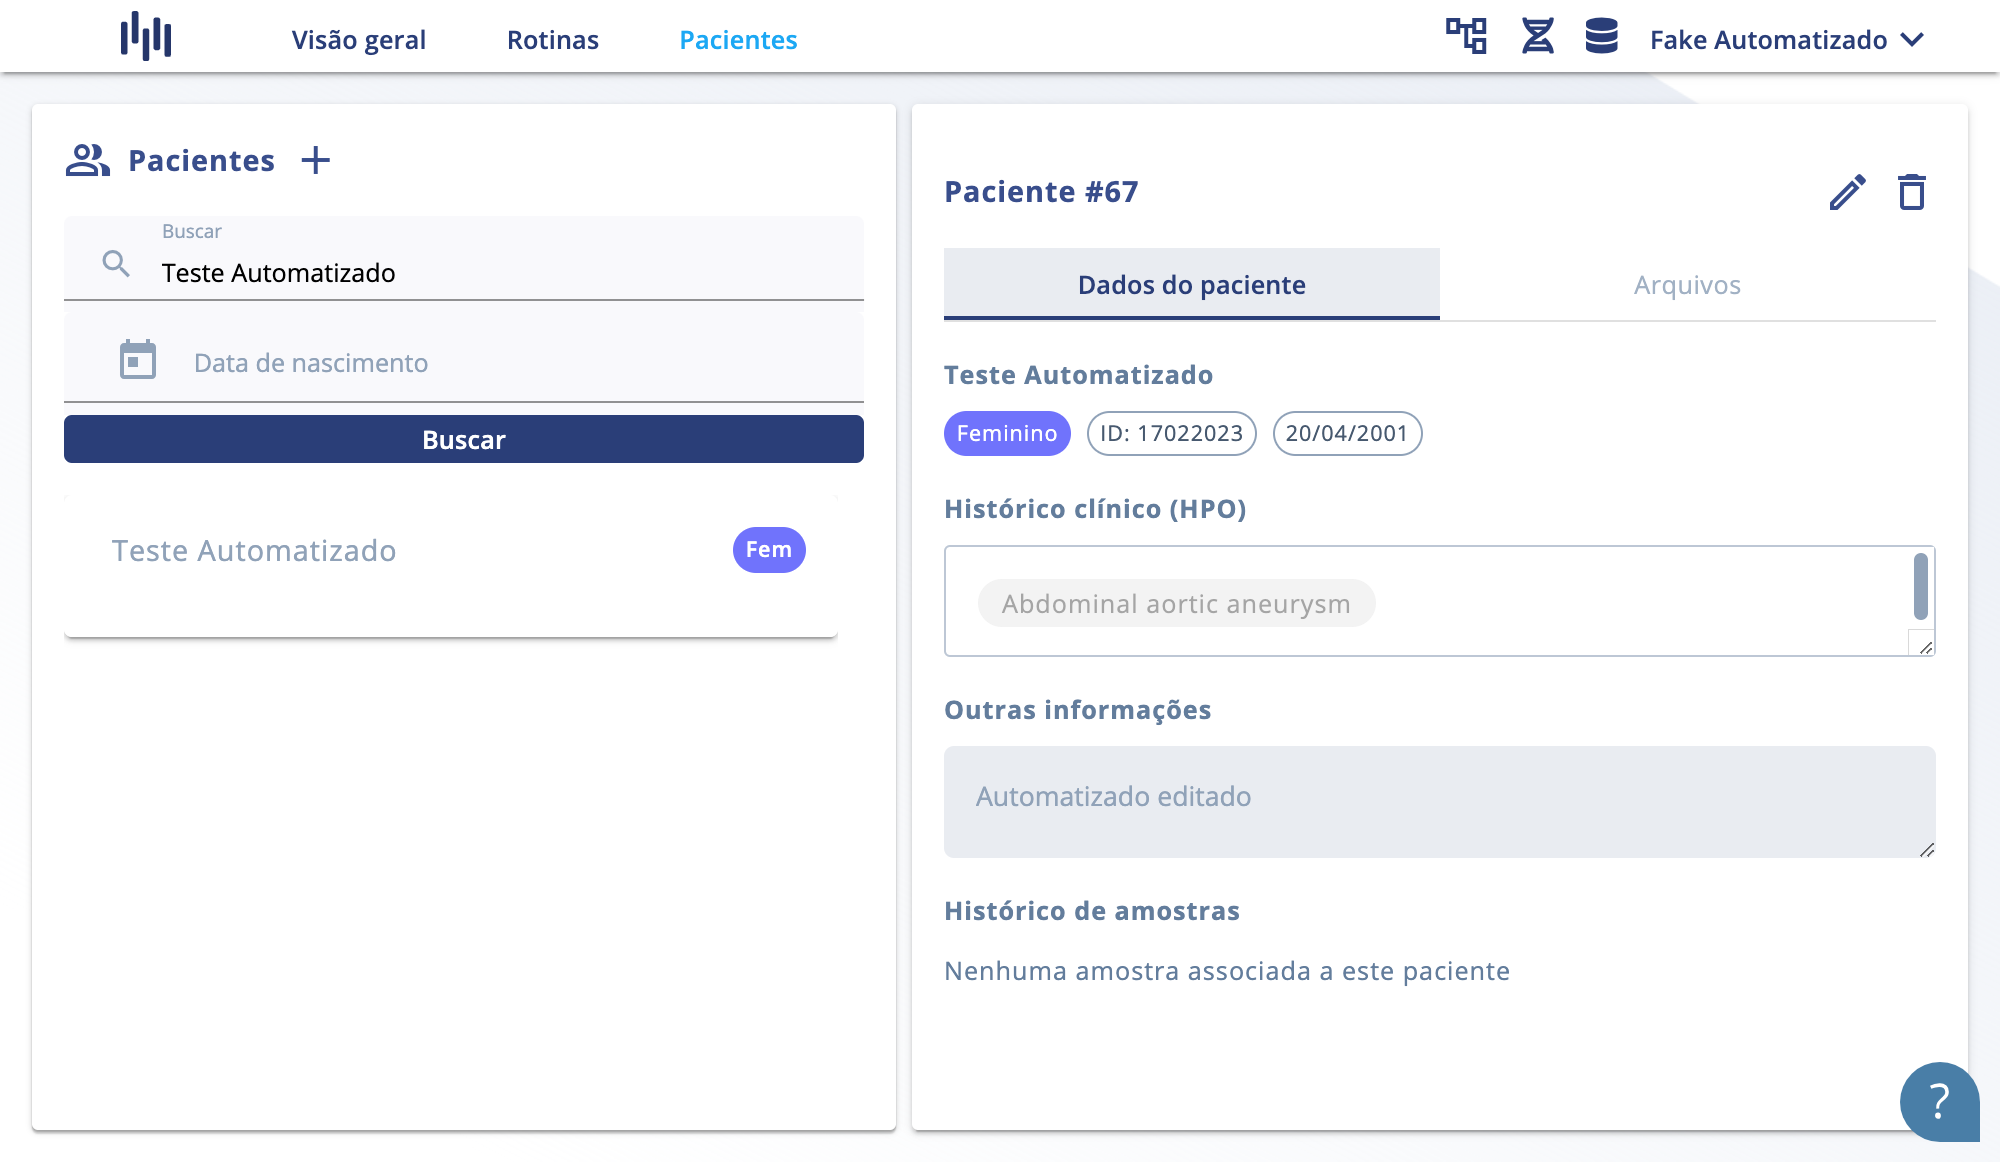 Visão geral
Rotinas
Pacientes
Fake Automatizado
Pacientes
Buscar
Teste Automatizado
Data de nascimento
Buscar
Teste Automatizado
Fem
Paciente #67
Dados do paciente
Arquivos
Teste Automatizado
Feminino
ID: 17022023
20/04/2001
Histórico clínico (HPO)
Abdominal aortic aneurysm
Outras informações
Automatizado editado
Histórico de amostras
Nenhuma amostra associada a este paciente
?